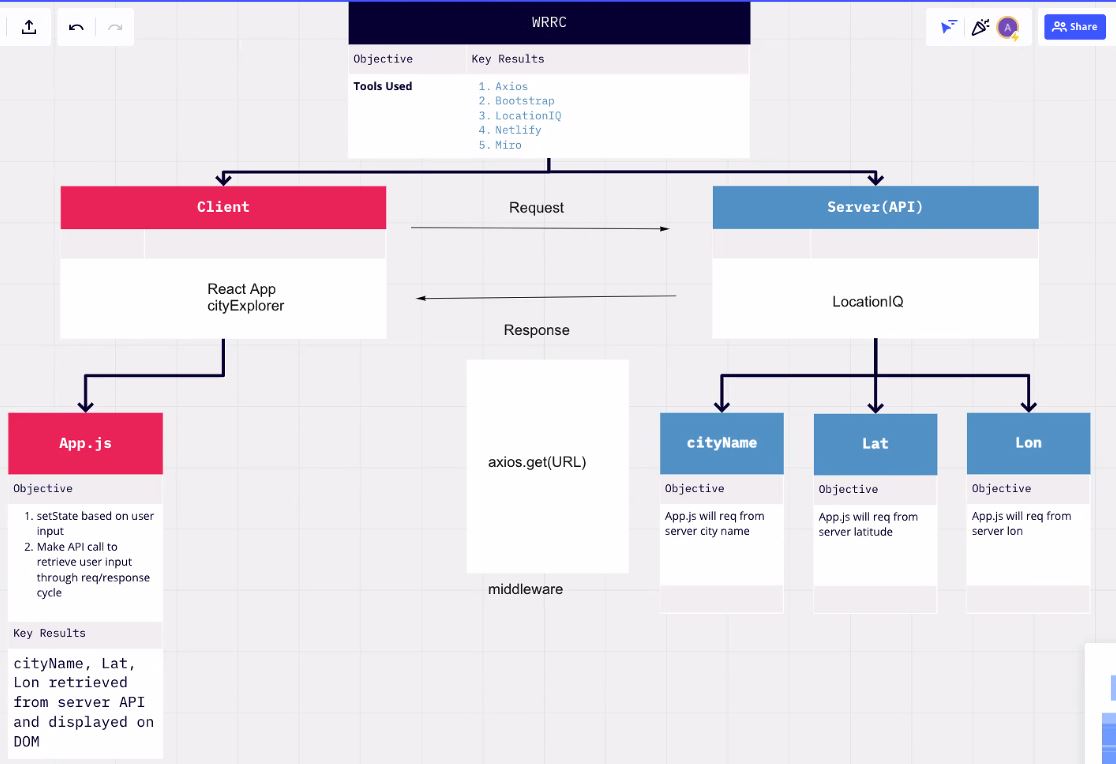 WRRC
A
Share
Objective
Key Results
Tools Used
1. Axios
2. Bootstrap
3. LocationIQ
4. Netlify
5. Miro
Client
Request
Server(API)
React App
cityExplorer
LocationIQ
Response
App.js
Objective
1. setState based on user
input
2. Make API call to
retrieve user input
through req/response
cycle
Key Results
cityName, Lat,
Lon retrieved
from server API
and displayed on
DOM
axios.get(URL)
middleware
cityName
Objective
App.js will req from
server city name
Lat
Objective
App.js will req from
server latitude
Lon
Objective
App.js will req from
server lon